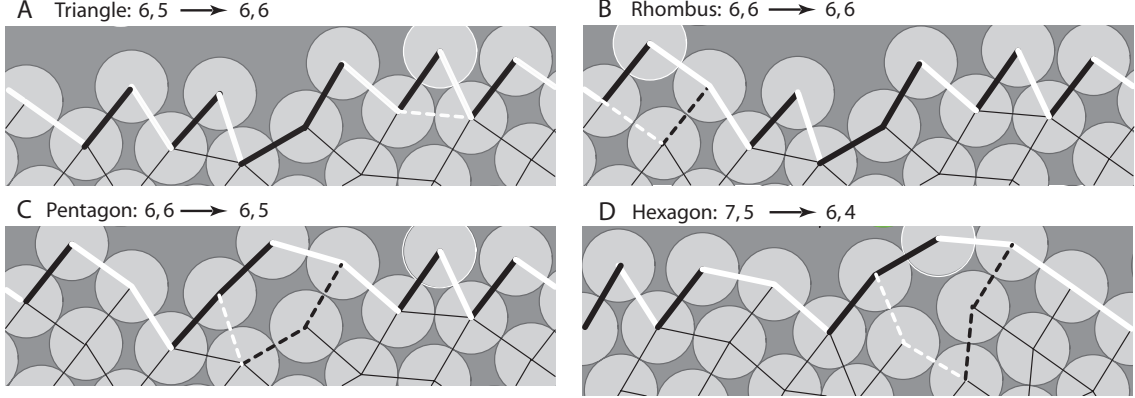 A Triangle: 6,5 ⟶ 6,6
B Rhombus: 6,6 ⟶ 6,6
C Pentagon: 6,6 ⟶ 6,5
D Hexagon: 7,5 ⟶ 6,4